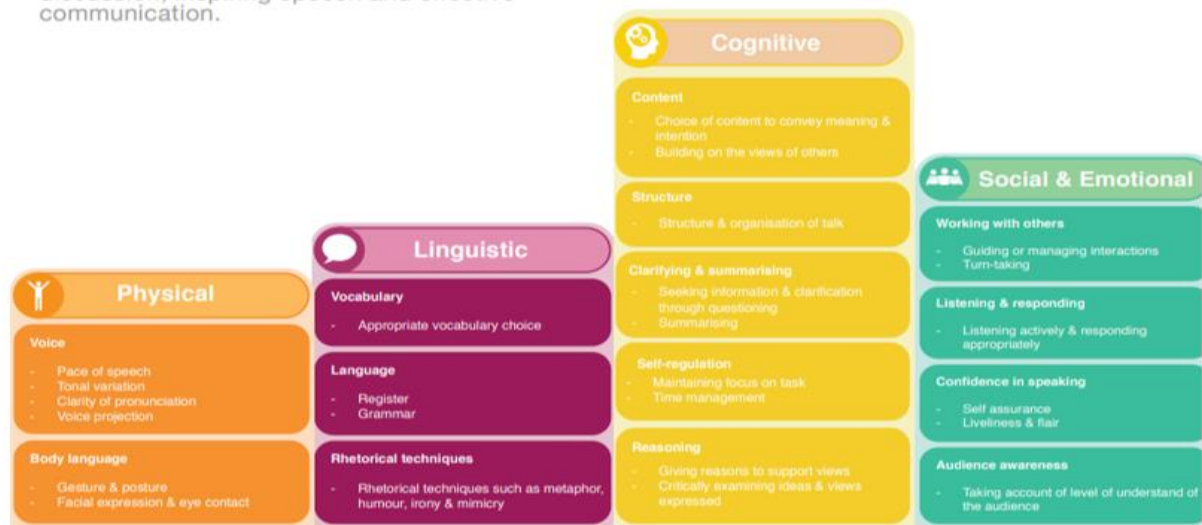 communication.
Physical
Voice
- Pace of speech
- Tonal variation
- Clarity of pronunciation
- Voice projection
Body language
- Gesture & posture
- Facial expression & eye contact
Linguistic
Vocabulary
- Appropriate vocabulary choice
Language
- Register
- Grammar
Rhetorical techniques
- Rhetorical techniques such as metaphor,
humour, irony & mimicry
Cognitive
Content
- Choice of content to convey meaning &
intention
- Building on the views of others
Structure
- Structure & organisation of talk
Clarifying & summarising
- Seeking information & clarification
through questioning
- Summarising
Self-regulation
- Maintaining focus on task
- Time management
Reasoning
- Giving reasons to support views
- Critically examining ideas & views
expressed
Social & Emotional
Working with others
- Guiding or managing interactions
- Turn-taking
Listening & responding
- Listening actively & responding
appropriately
Confidence in speaking
- Self assurance
- Liveliness & flair
Audience awareness
- Taking account of level of understand of
the audience